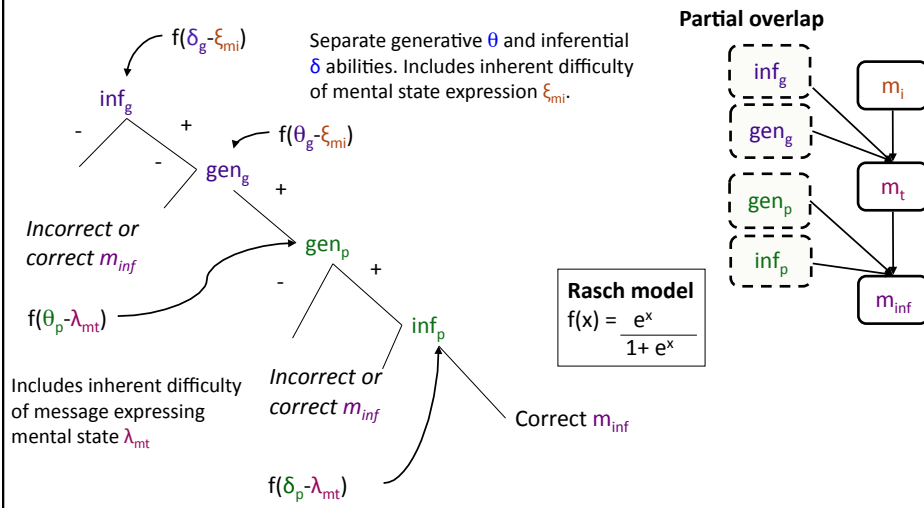 Partial overlap
f(δg-ξmi)
Separate generative θ and inferential
δ abilities. Includes inherent difficulty
of mental state expression ξmi.
infg
infg
mi
- +
f(θg-ξmi)
geng
- geng +
mt
Incorrect or
correct minf
genp
genp
- +
infp
f(θp-λmt)
Rasch model
f(x) = eˣ
1+ eˣ
minf
infp
Includes inherent difficulty
of message expressing
mental state λmt
Incorrect or
correct minf
Correct minf
f(δp-λmt)